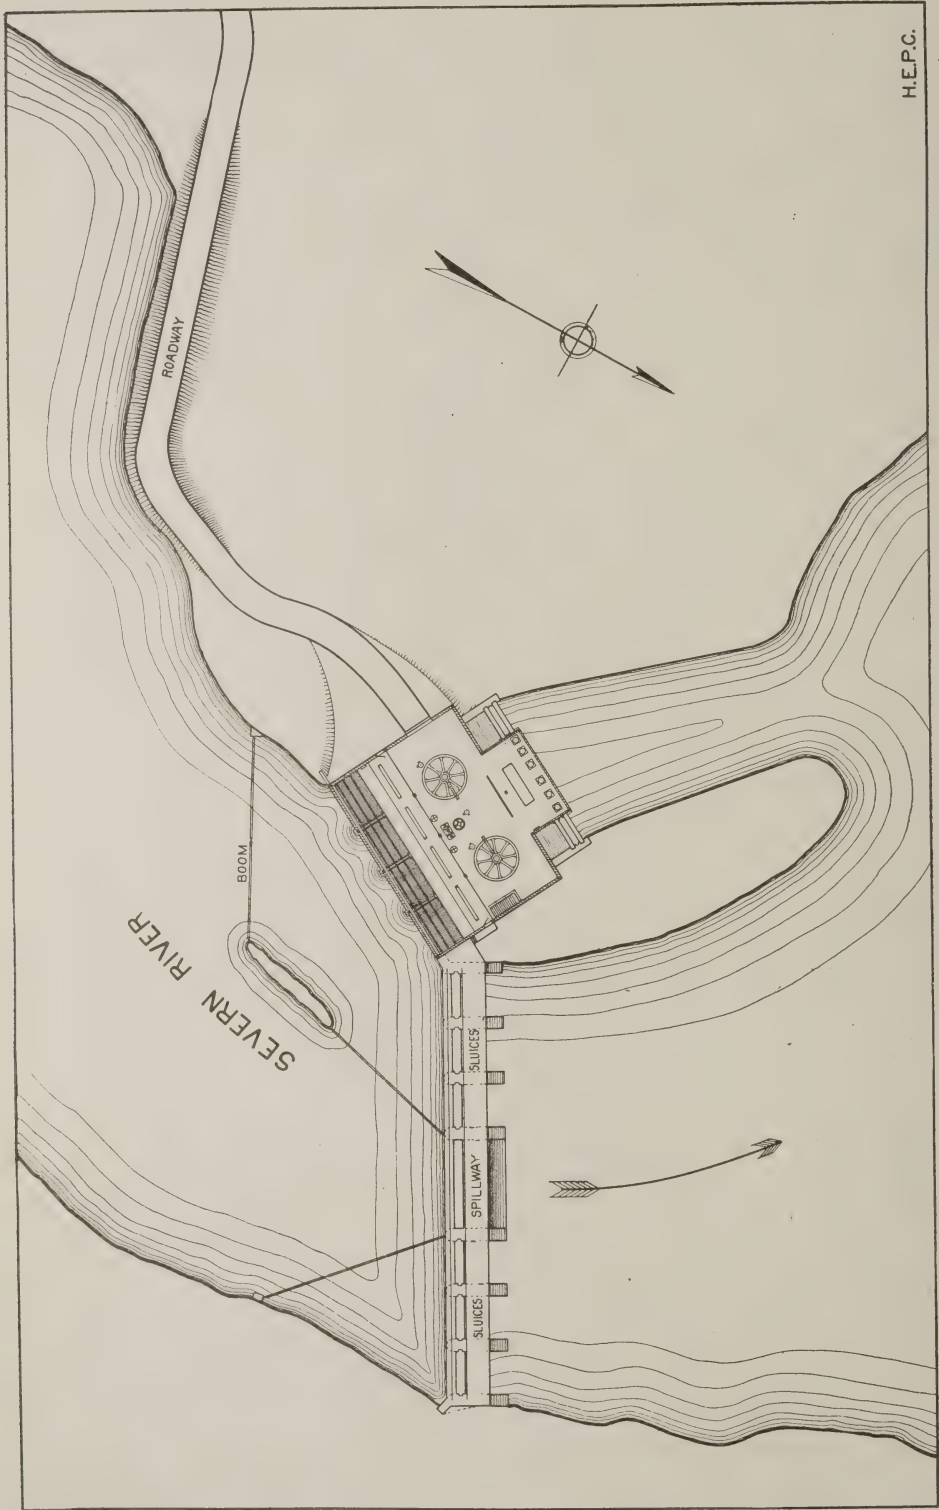 H.E.P.C.
ROADWAY
BOOM
SEVERN RIVER
SLUICES
SPILLWAY
SLUICES